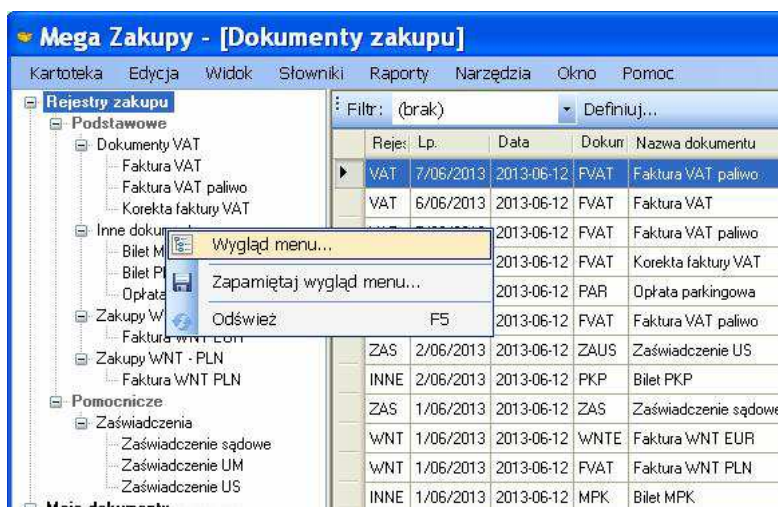 Mega Zakupy - [Dokumenty zakupu]
Kartoteka Edycja Widok Słowniki Raporty Narzędzia Okno Pomoc
Rejestry zakupu
Podstawowe
Dokumenty VAT
Faktura VAT
Faktura VAT paliwo
Korekta faktury VAT
Inne
Bilet
Bilet
Opłata
Zakupy
Faktura WNT EUR
Zakupy WNT - PLN
Faktura WNT PLN
Pomocnicze
Zaświadczenia
Zaświadczenie sądowe
Zaświadczenie UM
Zaświadczenie US
Moje dokumenty
Wygląd menu...
Zapamiętaj wygląd menu...
Odśwież F5
Filtr: (brak) Definiuj...
Lp. Data Nazwa dokumentu
VAT 7/06/2013 2013-06-12 FVAT Faktura VAT paliwo
VAT 6/06/2013 2013-06-12 FVAT Faktura VAT
2013-06-12 FVAT Faktura VAT paliwo
2013-06-12 FVAT Korekta faktury VAT
2013-06-12 PAR Opłata parkingowa
2013-06-12 FVAT Faktura VAT paliwo
ZAS 2/06/2013 2013-06-12 ZAUS Zaświadczenie US
INNE 2/06/2013 2013-06-12 PKP Bilet PKP
ZAS 1/06/2013 2013-06-12 ZAS Zaświadczenie sądowe
WNT 1/06/2013 2013-06-12 WNTE Faktura WNT EUR
WNT 1/06/2013 2013-06-12 FVAT Faktura WNT PLN
INNE 1/06/2013 2013-06-12 MPK Bilet MPK